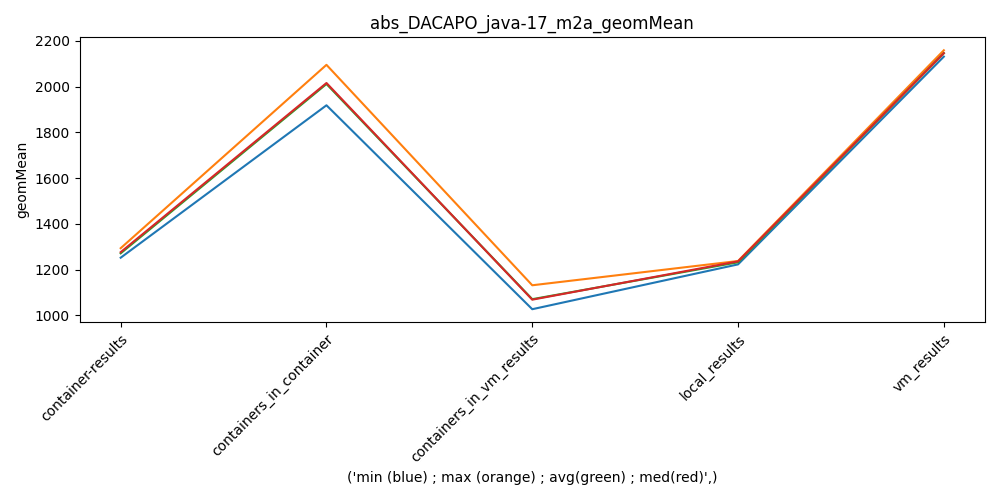 abs_DACAPO_java-17_m2a_geomMean
geomMean
2200
2000
1800
1600
1400
1200
1000
container-results
containers_in_container
containers_in_vm_results
local_results
vm_results
('min (blue) ; max (orange) ; avg(green) ; med(red)',)